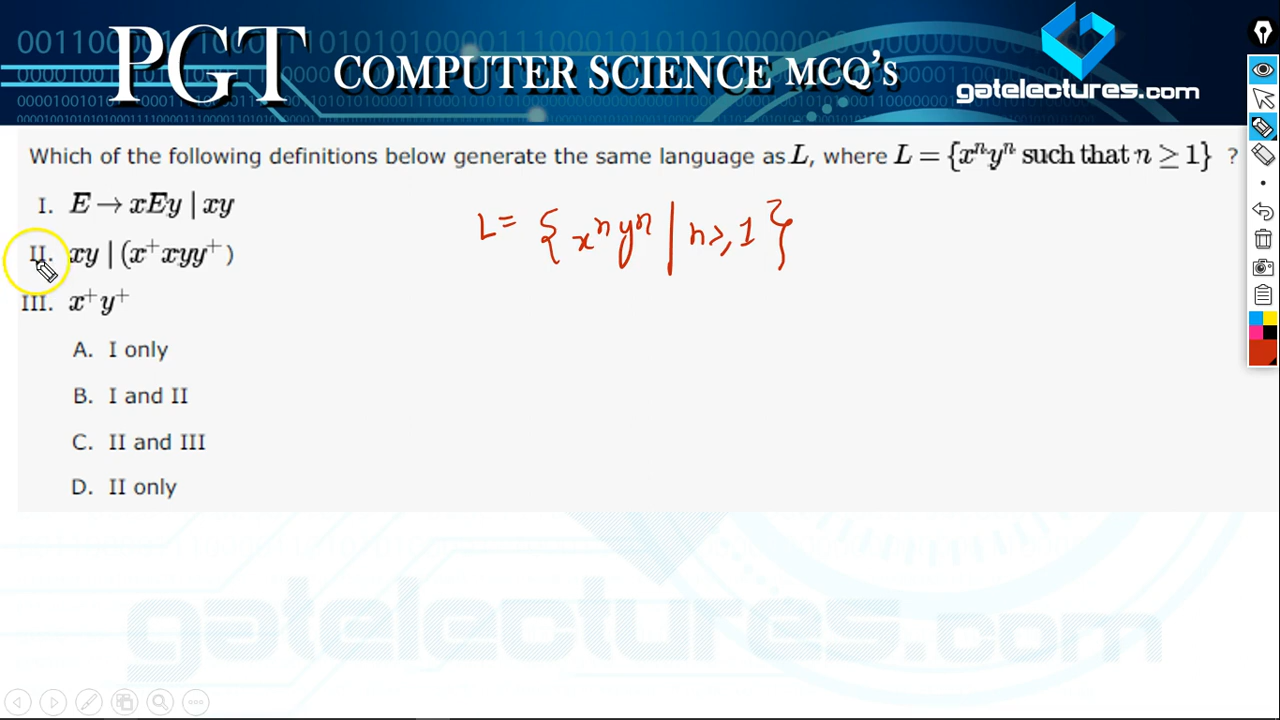 PGT COMPUTER SCIENCE MCQ's
gatelectures.com
Which of the following definitions below generate the same language as L, where L = {xⁿyⁿ such that n ≥ 1} ?
I. E → xEy | xy
L = { xⁿyⁿ | n ≥, 1 }
II. xy | (x⁺xyy⁺)
III. x⁺y⁺
A. I only
B. I and II
C. II and III
D. II only
gatelectures.com